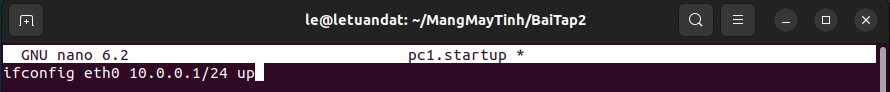 le@letuandat: ~/MangMayTinh/BaiTap2
GNU nano 6.2 pc1.startup *
ifconfig eth0 10.0.0.1/24 up